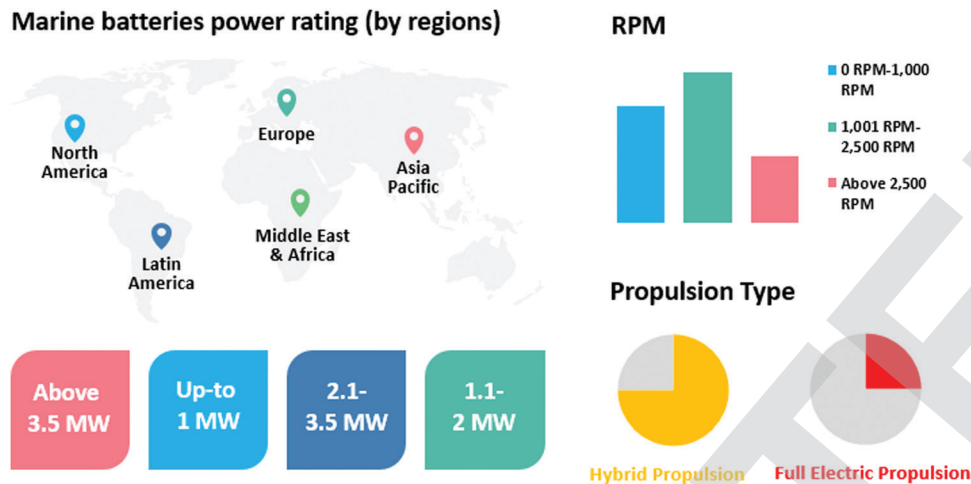 Marine batteries power rating (by regions)
North
America
Europe
Asia
Pacific
Middle East
& Africa
Latin
America
Above
3.5 MW
Up-to
1 MW
2.1-
3.5 MW
1.1-
2 MW
RPM
0 RPM-1,000
RPM
1,001 RPM-
2,500 RPM
Above 2,500
RPM
Propulsion Type
Hybrid Propulsion
Full Electric Propulsion